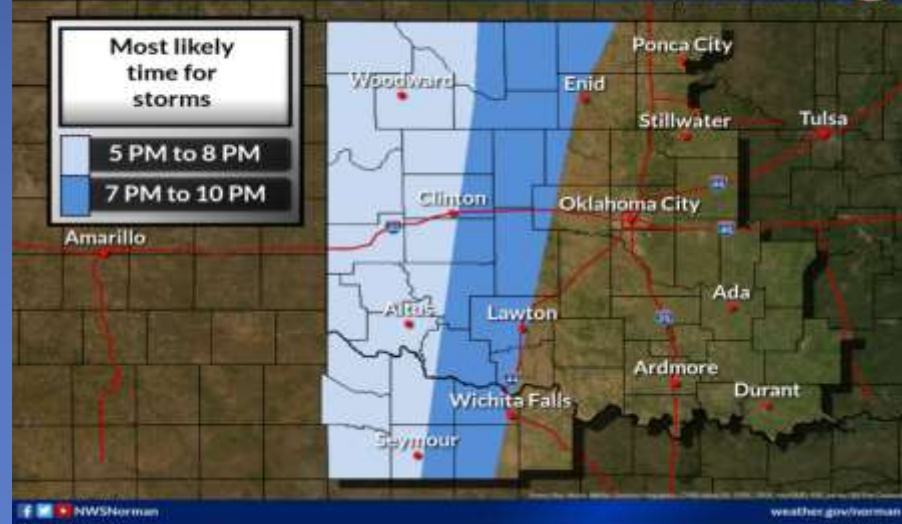 Most likely
time for
storms
5 PM to 8 PM
7 PM to 10 PM
Ponca City
Woodward
Enid
Stillwater
Tulsa
Clinton
Oklahoma City
Amarillo
Altus
Lawton
Ada
Ardmore
Durant
Wichita Falls
Seymour
NWSNorman
weather.gov/norman